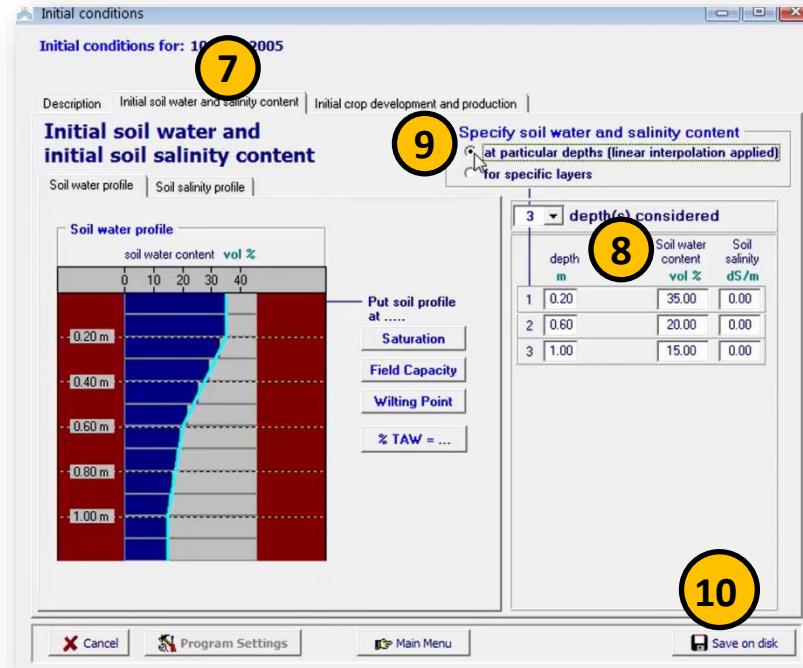 Initial conditions
Initial conditions for: 10 2005
7
Description Initial soil water and salinity content Initial crop development and production
Initial soil water and
initial soil salinity content
9
Specify soil water and salinity content
at particular depths (linear interpolation applied)
for specific layers
Soil water profile Soil salinity profile
3 depth(s) considered
8
depth
m
Soil water
content
vol %
Soil
salinity
dS/m
1 0.20 35.00 0.00
2 0.60 20.00 0.00
3 1.00 15.00 0.00
Soil water profile
soil water content vol %
0 10 20 30 40
0.20 m
0.40 m
0.60 m
0.80 m
1.00 m
Put soil profile
at .....
Saturation
Field Capacity
Wilting Point
% TAW = ...
10
Cancel Program Settings Main Menu Save on disk